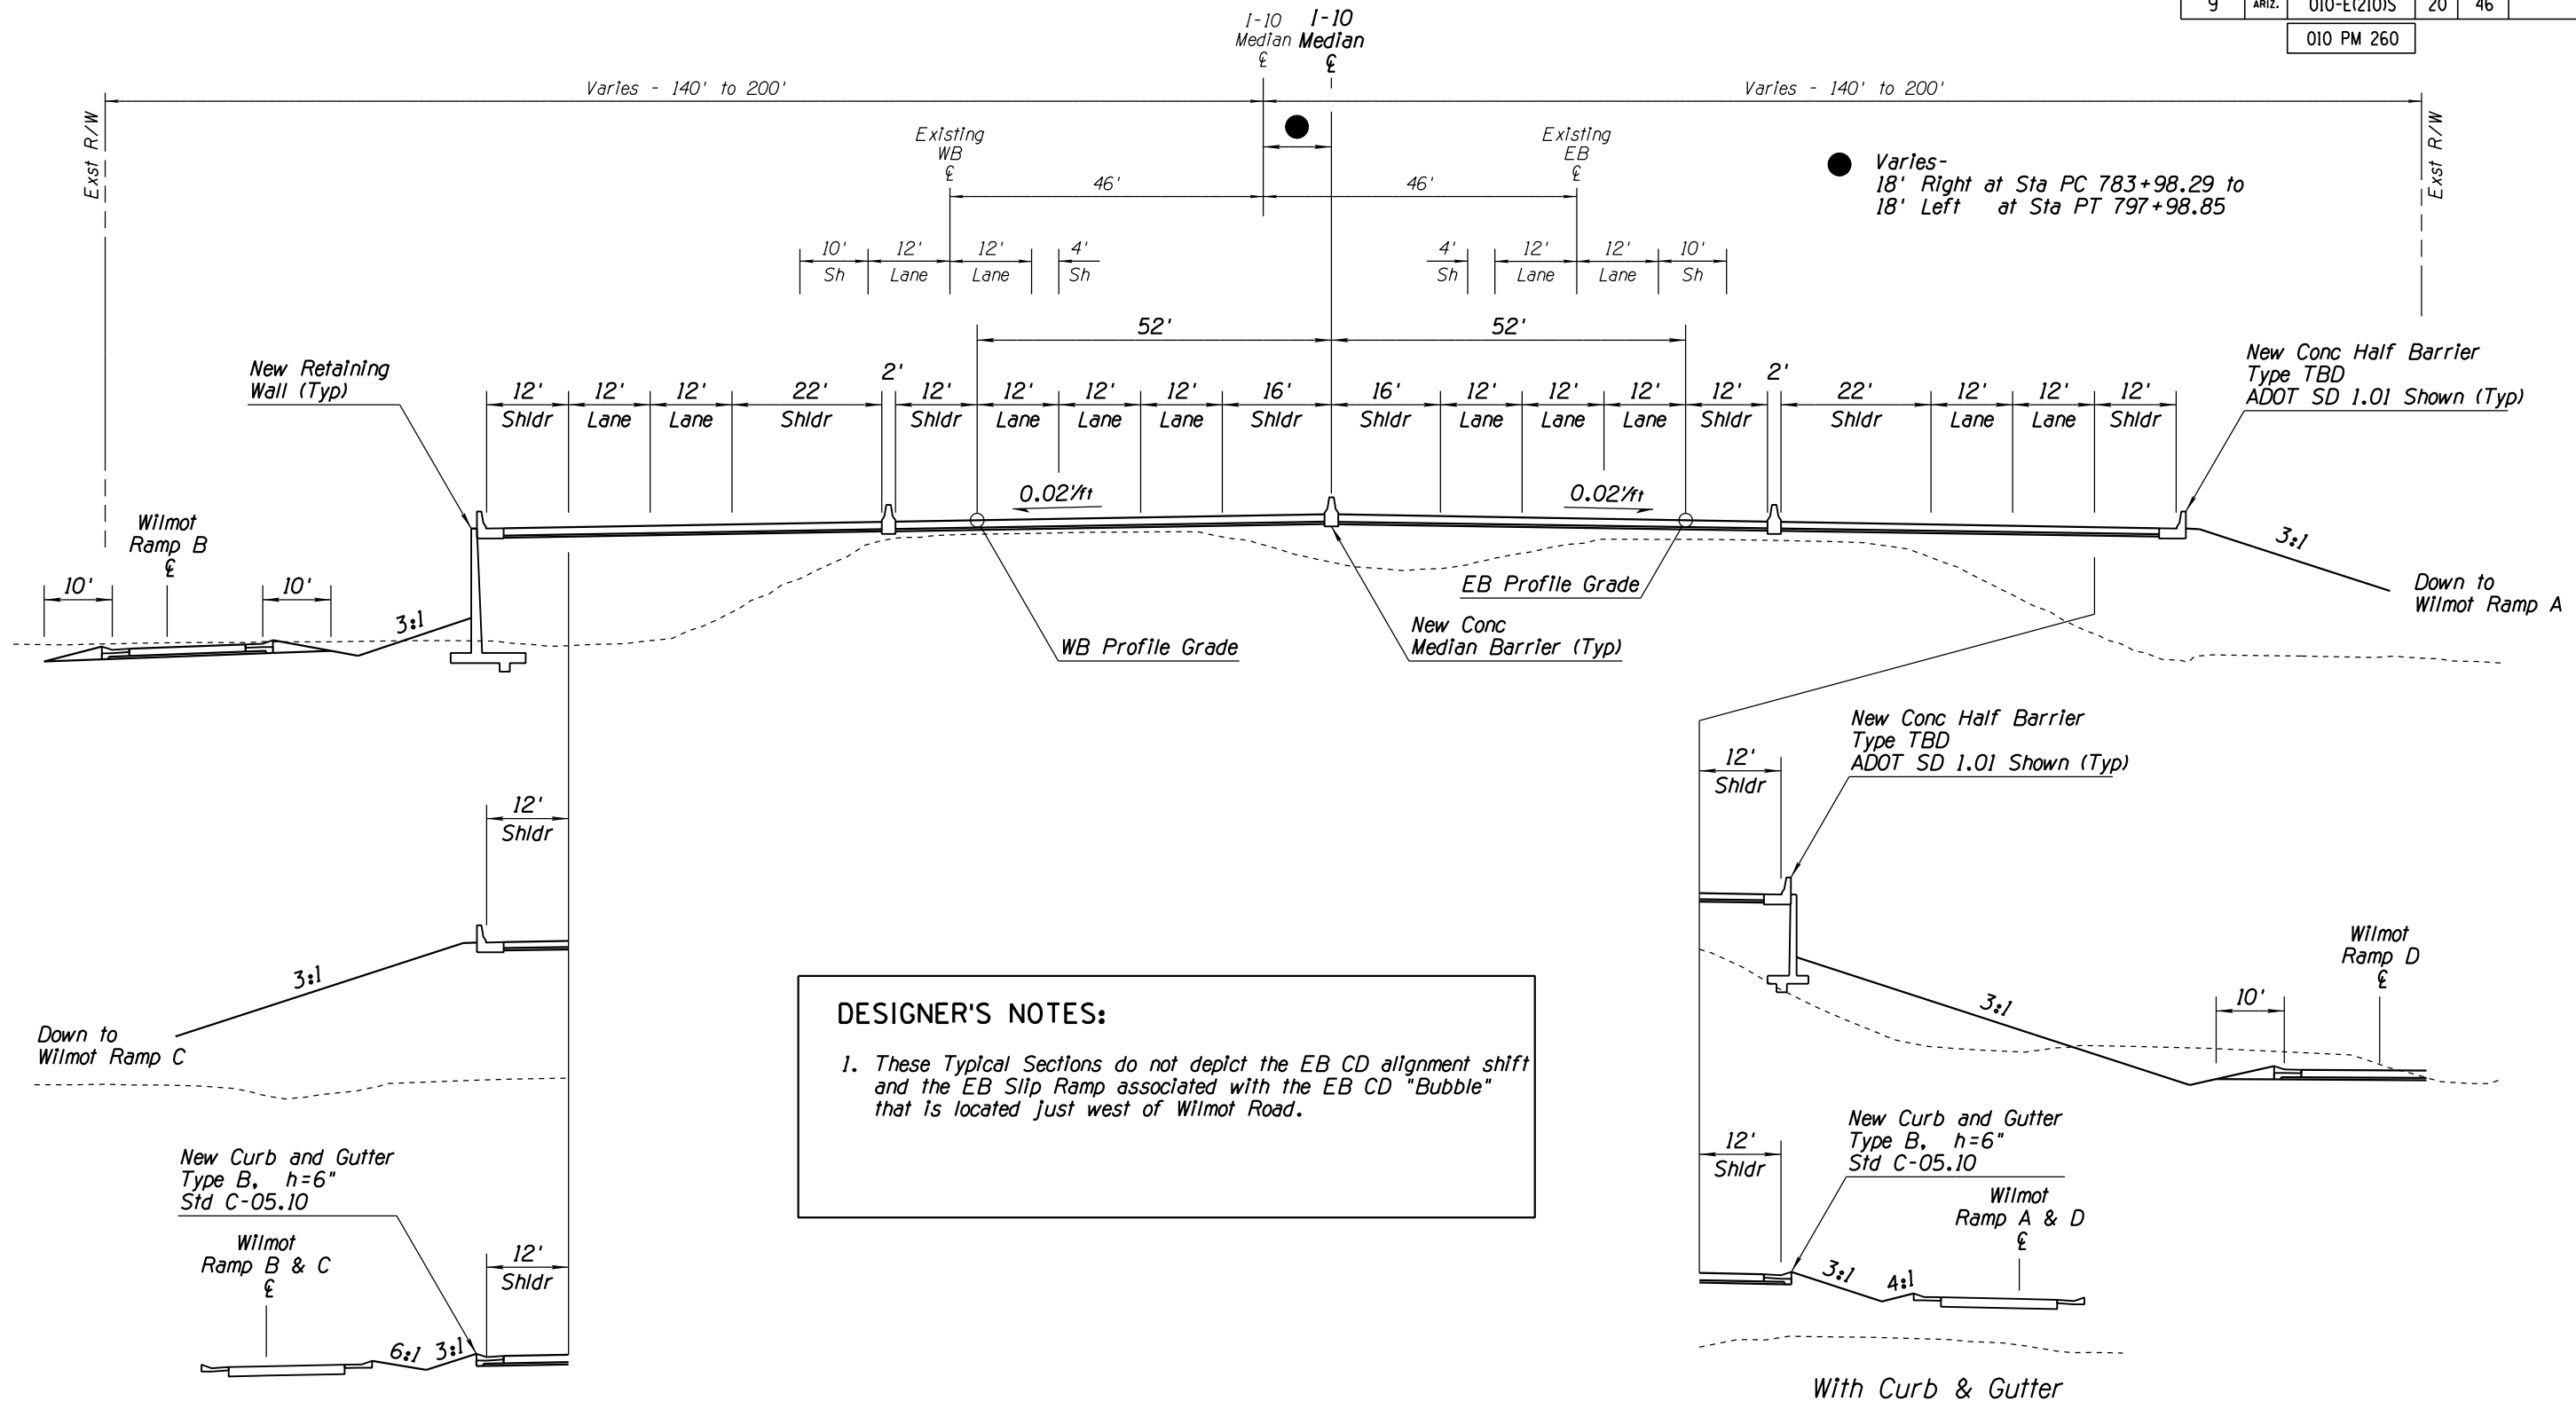 9 ARIZ. 010-E(210)S 20 46
010 PM 260
I-10 I-10
Median Median
℄ ℄
Varies - 140' to 200' Varies - 140' to 200'
Exst R/W
Exst R/W
Existing
WB
℄
Existing
EB
℄
46' 46'
Varies-
18' Right at Sta PC 783+98.29 to
18' Left at Sta PT 797+98.85
10' 12' 12' 4' 4' 12' 12' 10'
Sh Lane Lane Sh Sh Lane Lane Sh
52' 52'
New Retaining
Wall (Typ)
New Conc Half Barrier
Type TBD
ADOT SD 1.01 Shown (Typ)
2' 2'
12' 12' 12' 22' 12' 12' 12' 12' 16' 16' 12' 12' 12' 12' 22' 12' 12' 12'
Shldr Lane Lane Shldr Shldr Lane Lane Lane Shldr Shldr Lane Lane Lane Shldr Shldr Lane Lane Shldr
0.02'/ft 0.02'/ft
Wilmot
Ramp B
℄
10' 10'
3:1
3:1
Down to
Wilmot Ramp A
EB Profile Grade
WB Profile Grade
New Conc
Median Barrier (Typ)
New Conc Half Barrier
Type TBD
ADOT SD 1.01 Shown (Typ)
12'
Shldr
12'
Shldr
3:1
Down to
Wilmot Ramp C
Wilmot
Ramp D
℄
10'
3:1
DESIGNER'S NOTES:
1. These Typical Sections do not depict the EB CD alignment shift
and the EB Slip Ramp associated with the EB CD "Bubble"
that is located just west of Wilmot Road.
New Curb and Gutter
Type B, h=6"
Std C-05.10
Wilmot
Ramp B & C
℄
12'
Shldr
6:1 3:1
New Curb and Gutter
Type B, h=6"
Std C-05.10
12'
Shldr
Wilmot
Ramp A & D
℄
3:1 4:1
With Curb & Gutter